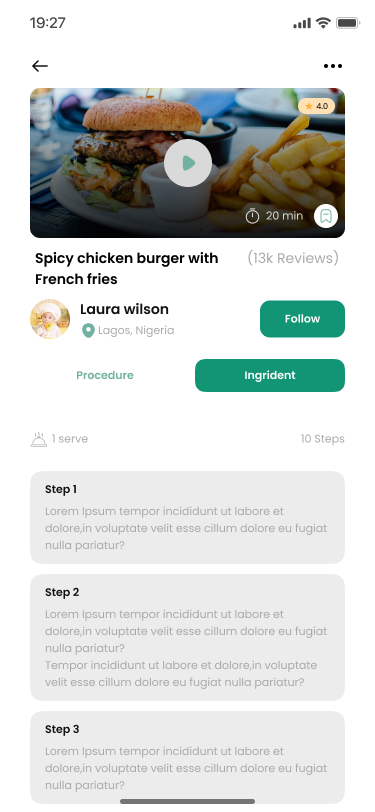 19:27
4.0
20 min
Spicy chicken burger with
French fries
(13k Reviews)
Laura wilson
Lagos, Nigeria
Follow
Procedure
Ingrident
1 serve
10 Steps
Step 1
Lorem Ipsum tempor incididunt ut labore et
dolore,in voluptate velit esse cillum dolore eu fugiat
nulla pariatur?
Step 2
Lorem Ipsum tempor incididunt ut labore et
dolore,in voluptate velit esse cillum dolore eu fugiat
nulla pariatur?
Tempor incididunt ut labore et dolore,in voluptate
velit esse cillum dolore eu fugiat nulla pariatur?
Step 3
Lorem Ipsum tempor incididunt ut labore et
dolore,in voluptate velit esse cillum dolore eu fugiat
nulla pariatur?